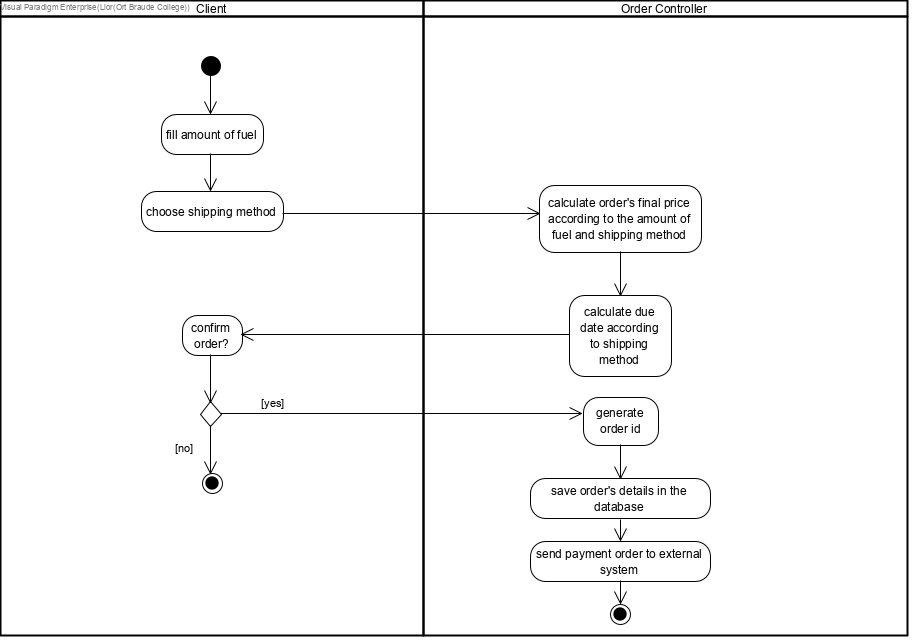 Visual Paradigm Enterprise(Lior(Ort Braude College))
Client
Order Controller
fill amount of fuel
choose shipping method
calculate order's final price
according to the amount of
fuel and shipping method
calculate due
date according
to shipping
method
confirm
order?
[yes]
generate
order id
[no]
save order's details in the
database
send payment order to external
system